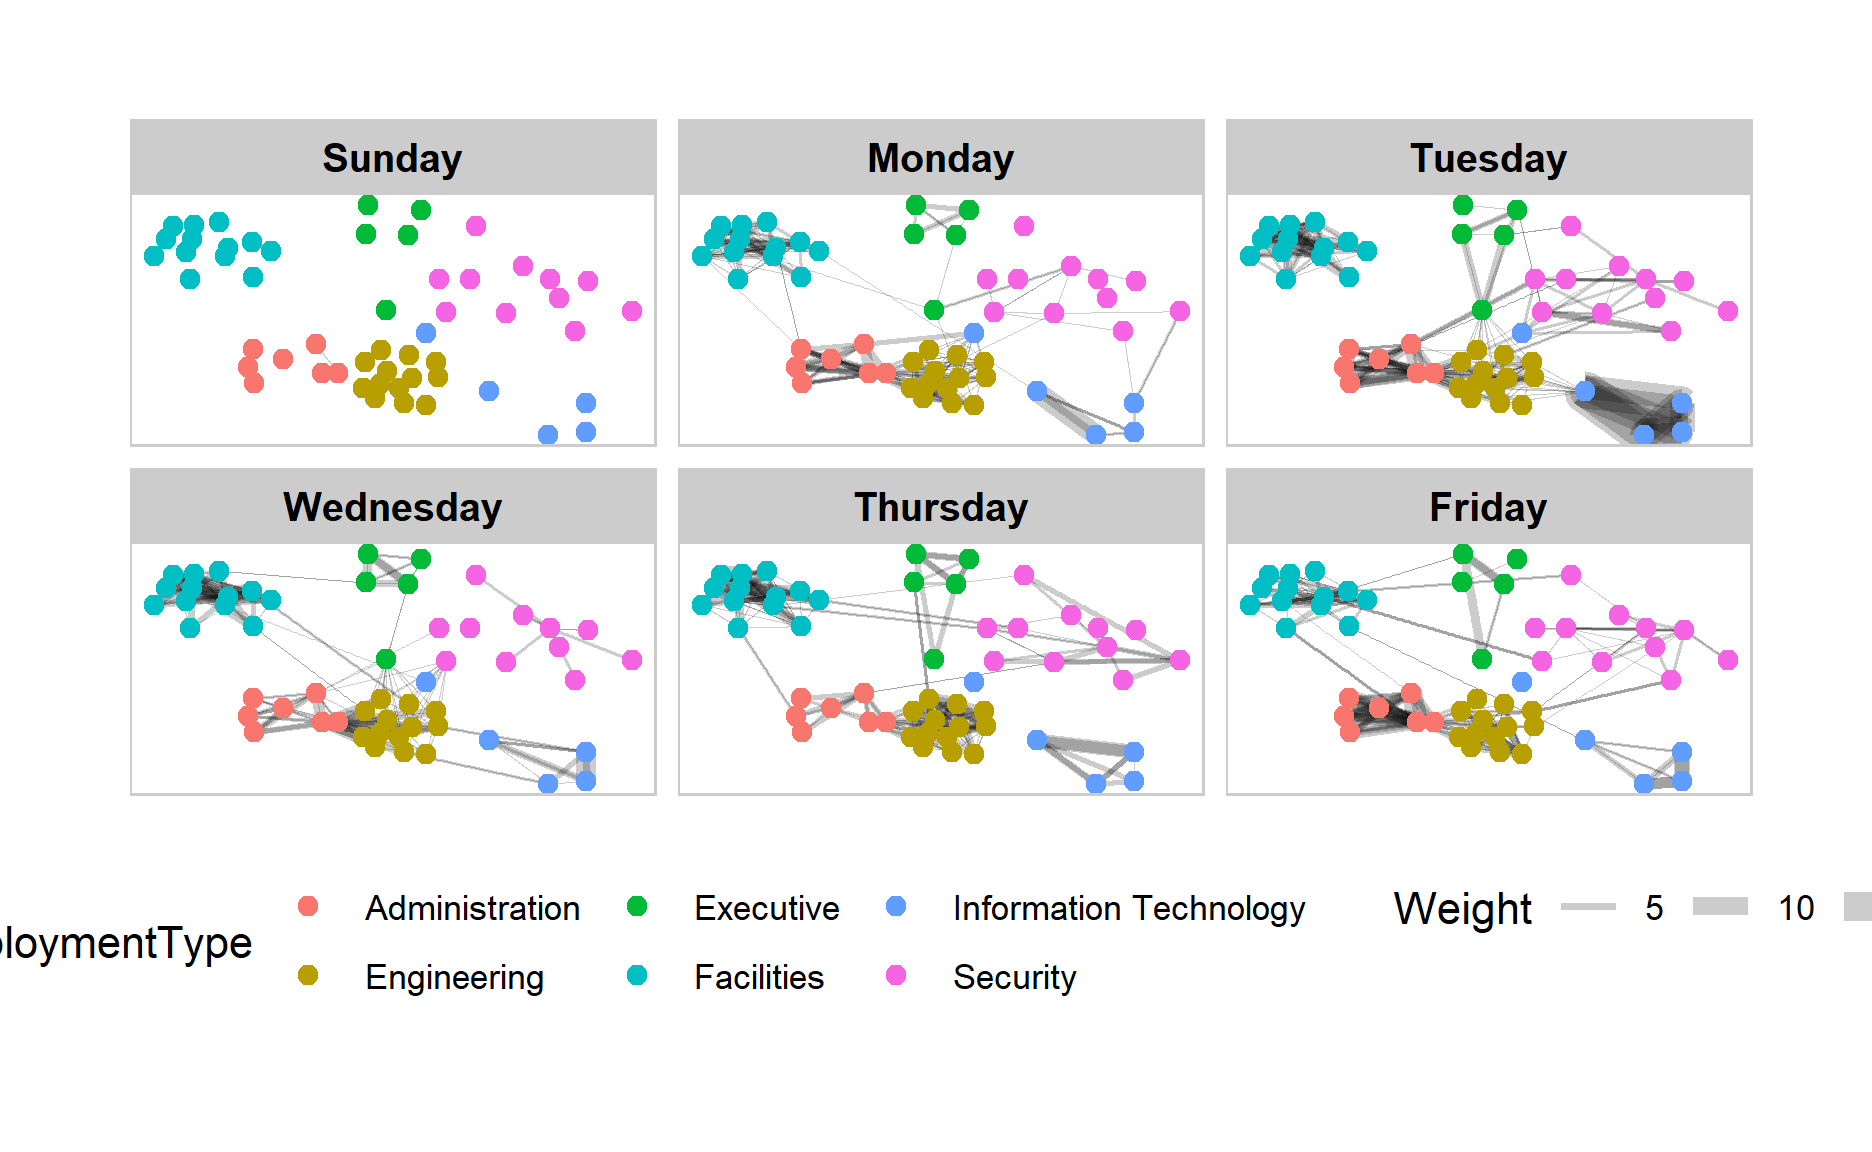 Sunday
Monday
Tuesday
Wednesday
Thursday
Friday
loymentType
Administration
Executive
Information Technology
Engineering
Facilities
Security
Weight
5
10